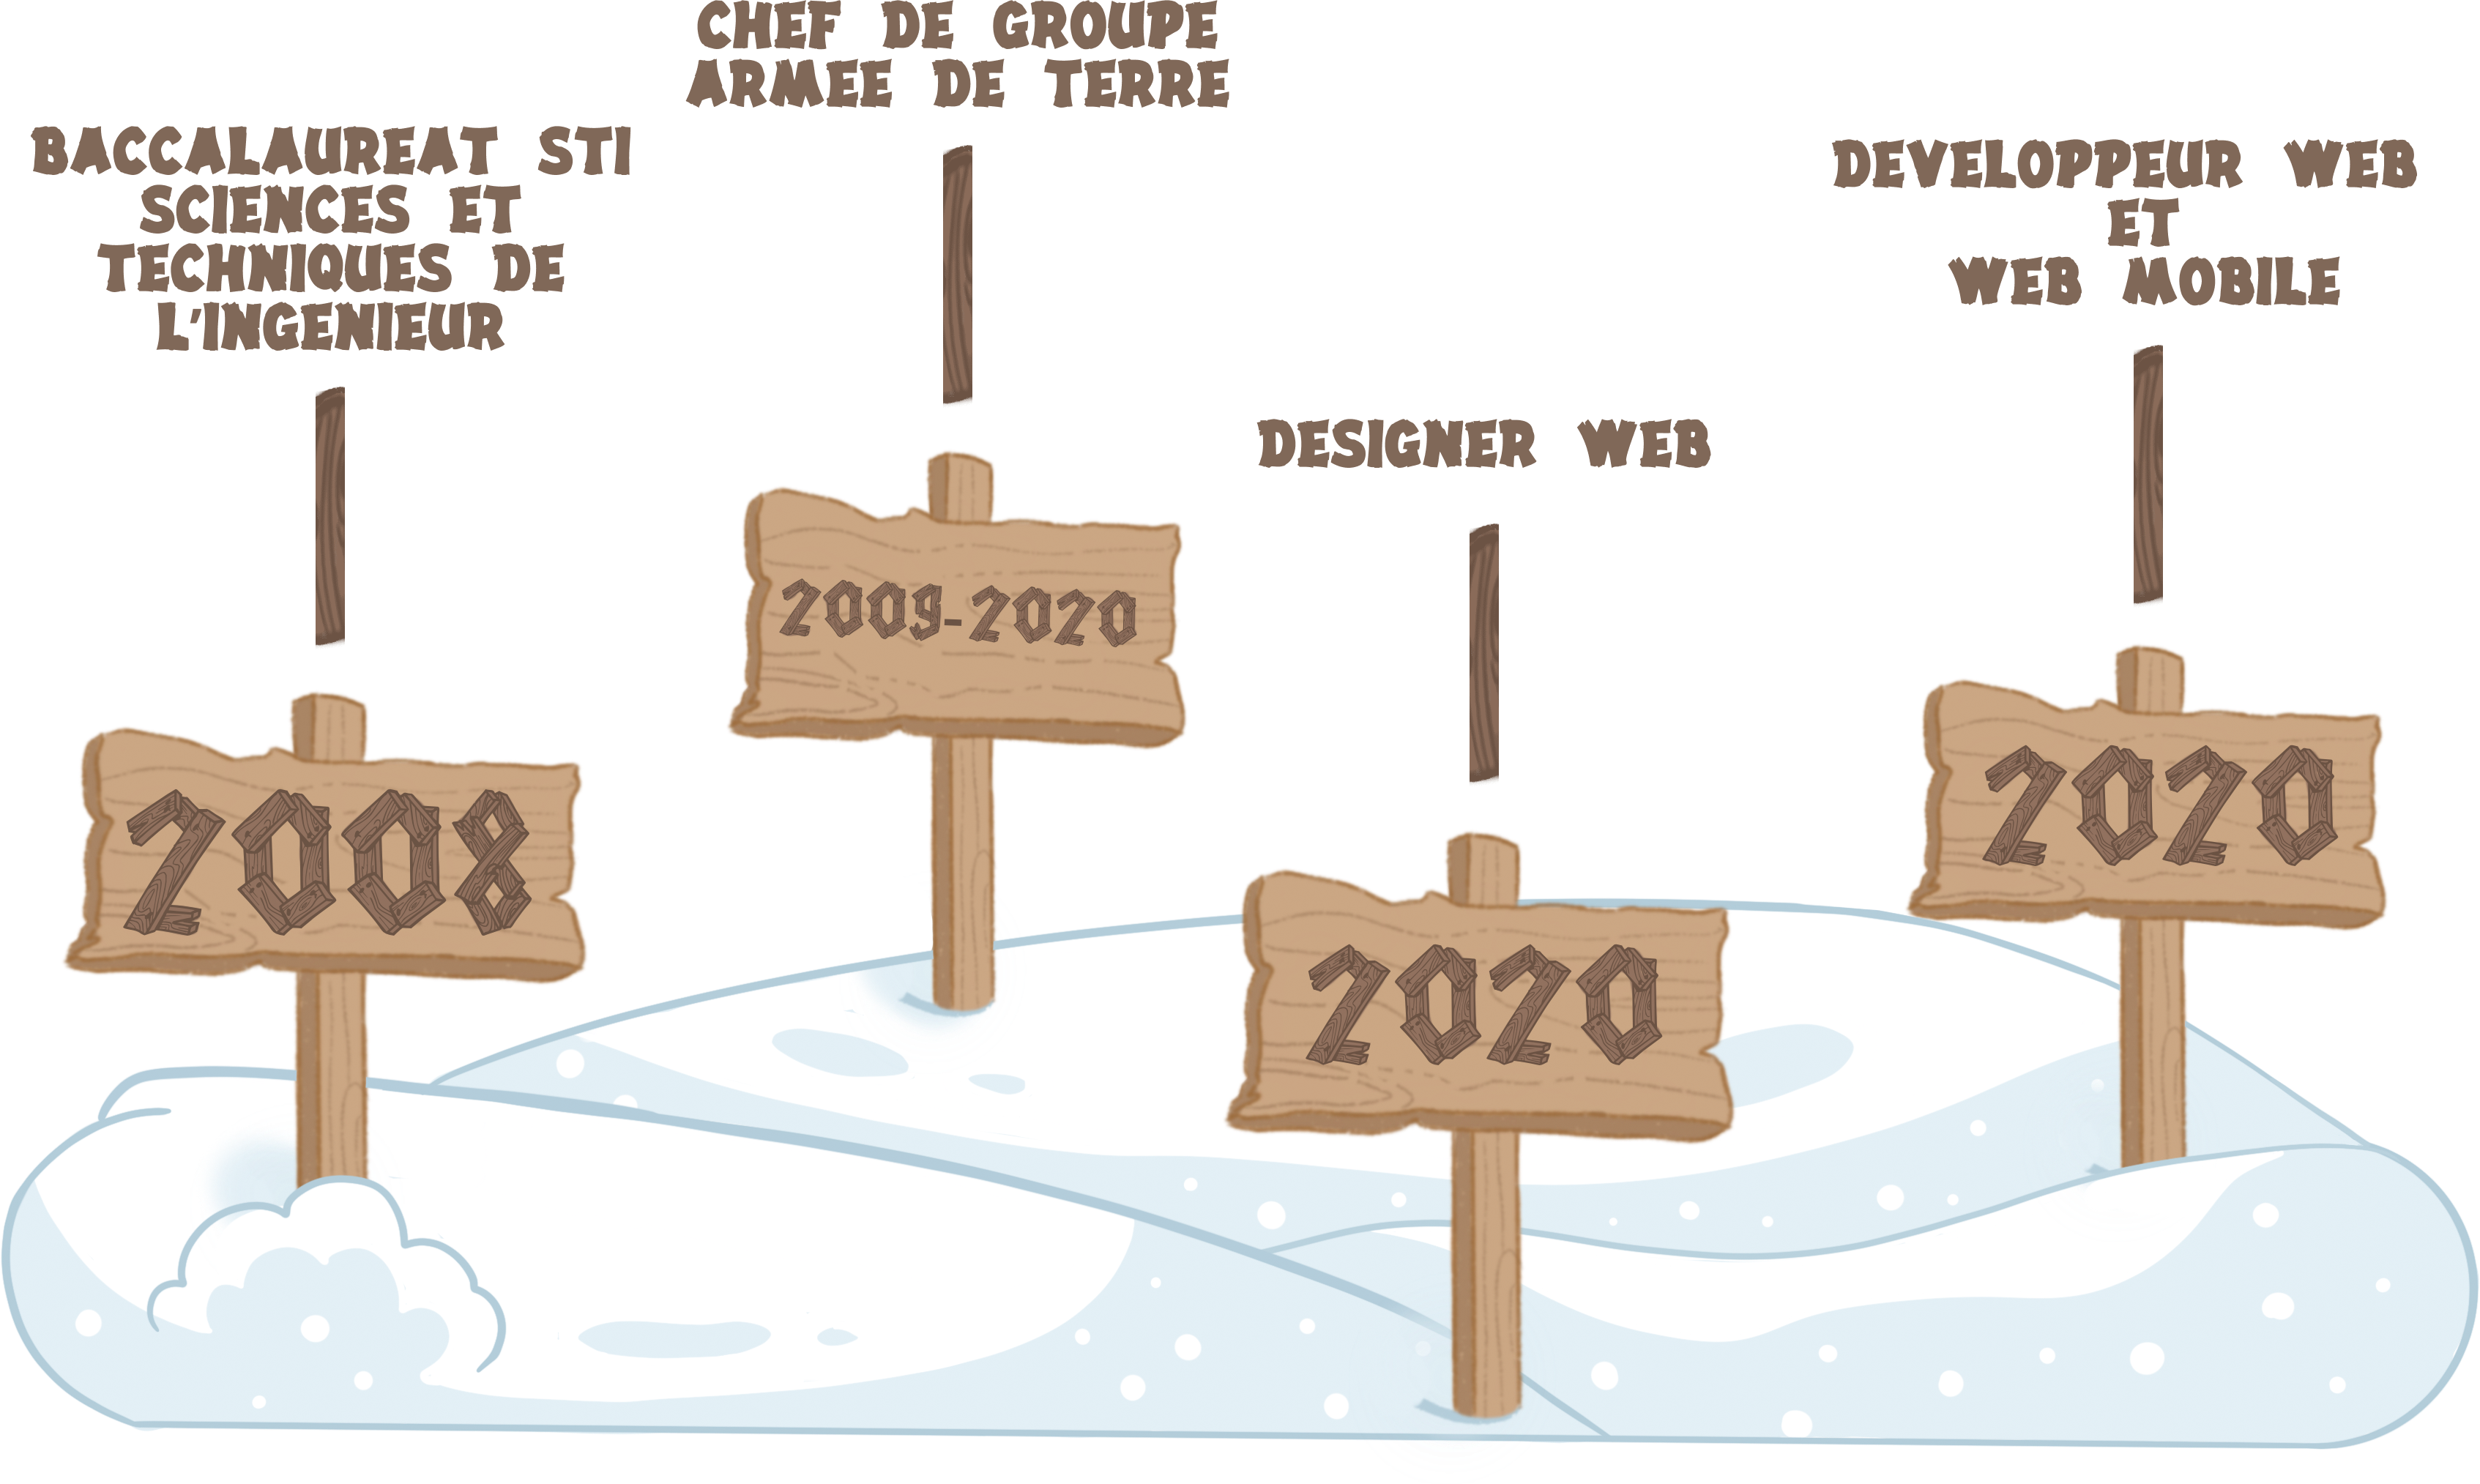 BACCALAUREAT STI
SCIENCES ET
TECHNIQUES DE
L'INGENIEUR
2008
CHEF DE GROUPE
ARMEE DE TERRE
2009-2020
DESIGNER WEB
2020
DEVELOPPEUR WEB
ET
WEB MOBILE
2020